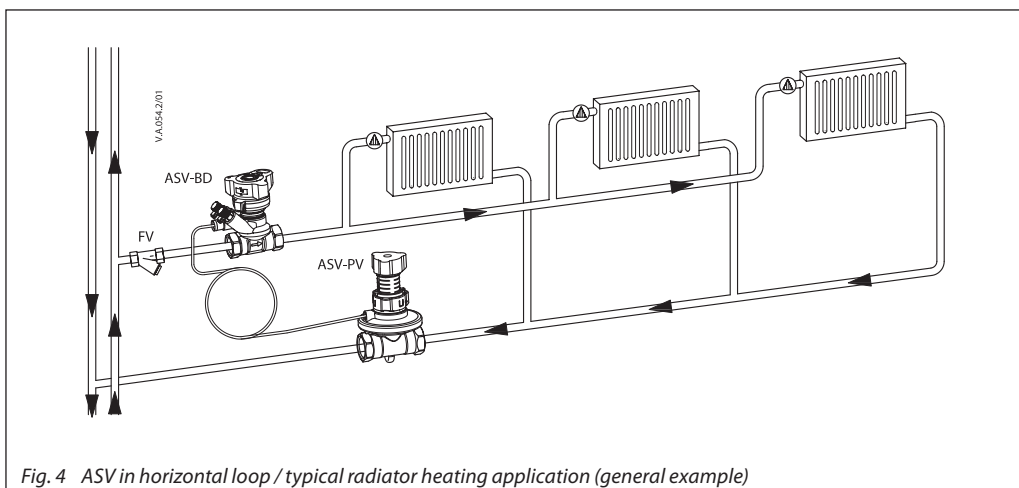 V.A.054.2/01
ASV-BD
FV
ASV-PV
Fig. 4 ASV in horizontal loop / typical radiator heating application (general example)